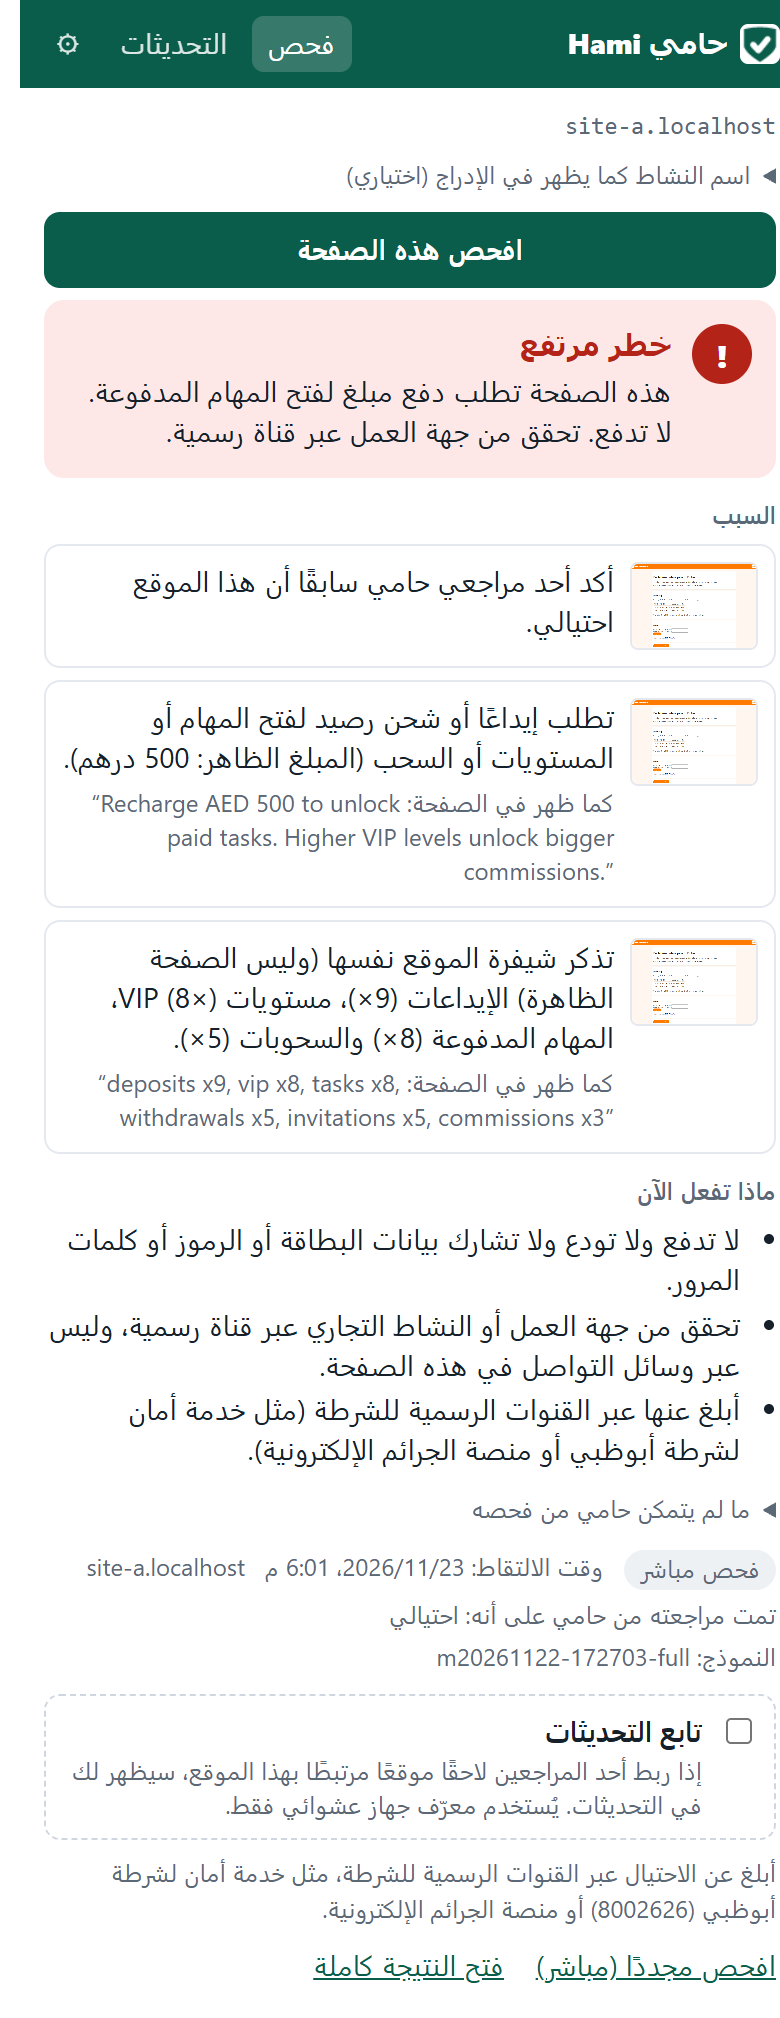 حامي Hami
فحص
التحديثات
site-a.localhost
اسم النشاط كما يظهر في الإدراج (اختياري)
افحص هذه الصفحة
خطر مرتفع
هذه الصفحة تطلب دفع مبلغ لفتح المهام المدفوعة.
لا تدفع. تحقق من جهة العمل عبر قناة رسمية.
السبب
أكد أحد مراجعي حامي سابقًا أن هذا الموقع
احتيالي.
تطلب إيداعًا أو شحن رصيد لفتح المهام أو
المستويات أو السحب (المبلغ الظاهر: 500 درهم).
كما ظهر في الصفحة: “Recharge AED 500 to unlock
paid tasks. Higher VIP levels unlock bigger
commissions.”
تذكر شيفرة الموقع نفسها (وليس الصفحة
الظاهرة) الإيداعات (9×)، مستويات VIP (8×)،
المهام المدفوعة (8×) والسحوبات (5×).
كما ظهر في الصفحة: “deposits x9, vip x8, tasks x8,
withdrawals x5, invitations x5, commissions x3”
ماذا تفعل الآن
• لا تدفع ولا تودع ولا تشارك بيانات البطاقة أو الرموز أو كلمات
المرور.
• تحقق من جهة العمل أو النشاط التجاري عبر قناة رسمية، وليس
عبر وسائل التواصل في هذه الصفحة.
• أبلغ عنها عبر القنوات الرسمية للشرطة (مثل خدمة أمان
لشرطة أبوظبي أو منصة الجرائم الإلكترونية).
ما لم يتمكن حامي من فحصه
فحص مباشر وقت الالتقاط: 2026/11/23، 6:01 م site-a.localhost
تمت مراجعته من حامي على أنه: احتيالي
النموذج: m20261122-172703-full
تابع التحديثات
إذا ربط أحد المراجعين لاحقًا موقعًا مرتبطًا بهذا الموقع، سيظهر لك
في التحديثات. يُستخدم معرّف جهاز عشوائي فقط.
أبلغ عن الاحتيال عبر القنوات الرسمية للشرطة، مثل خدمة أمان لشرطة
أبوظبي (8002626) أو منصة الجرائم الإلكترونية.
افحص مجددًا (مباشر) فتح النتيجة كاملة